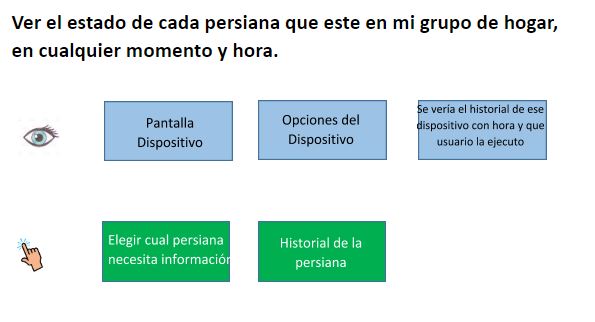 Ver el estado de cada persiana que este en mi grupo de hogar,
en cualquier momento y hora.
Pantalla
Dispositivo
Opciones del
Dispositivo
Se vería el historial de ese
dispositivo con hora y que
usuario la ejecuto
Elegir cual persiana
necesita información
Historial de la
persiana